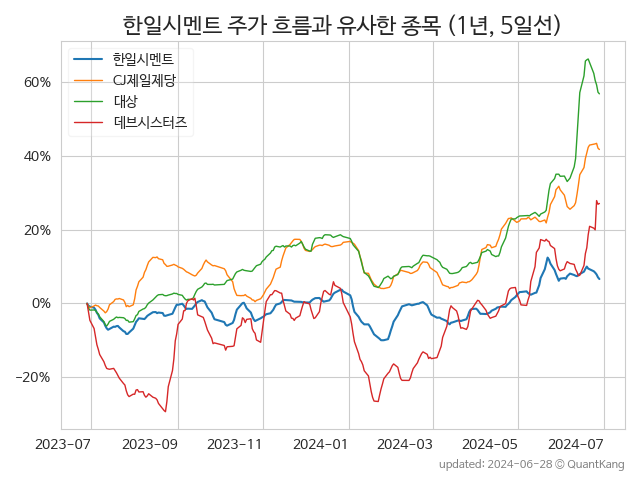 한일시멘트 주가 흐름과 유사한 종목 (1년, 5일선)
한일시멘트
CJ제일제당
대상
데브시스터즈
60%
40%
20%
0%
−20%
2023-07
2023-09
2023-11
2024-01
2024-03
2024-05
2024-07
updated: 2024-06-28 © QuantKang